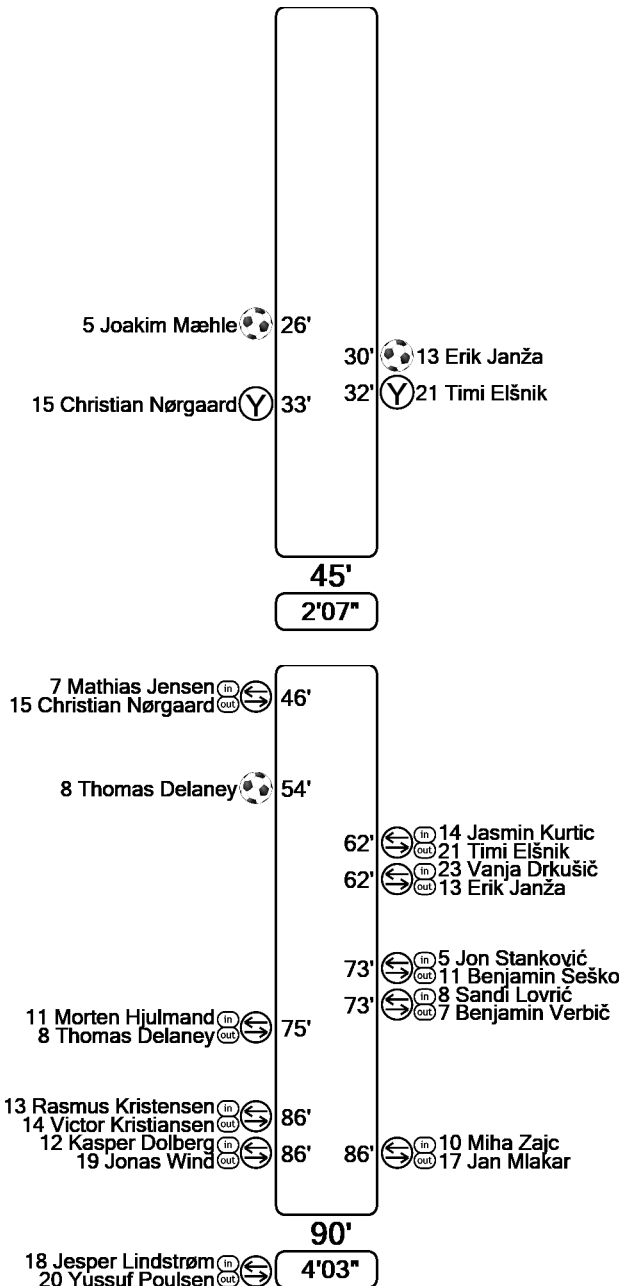 5 Joakim Mæhle 26'
30' 13 Erik Janža
32' Y 21 Timi Elšnik
15 Christian Nørgaard Y 33'
45'
2'07"
7 Mathias Jensen in
15 Christian Nørgaard out
46'
8 Thomas Delaney 54'
62' in 14 Jasmin Kurtic
out 21 Timi Elšnik
62' in 23 Vanja Drkušič
out 13 Erik Janža
73' in 5 Jon Stanković
out 11 Benjamin Šeško
73' in 8 Sandi Lovrić
out 7 Benjamin Verbič
11 Morten Hjulmand in
8 Thomas Delaney out
75'
13 Rasmus Kristensen in
14 Victor Kristiansen out
86'
12 Kasper Dolberg in
19 Jonas Wind out
86'
86' in 10 Miha Zajc
out 17 Jan Mlakar
90'
18 Jesper Lindstrøm in
20 Yussuf Poulsen out
4'03"